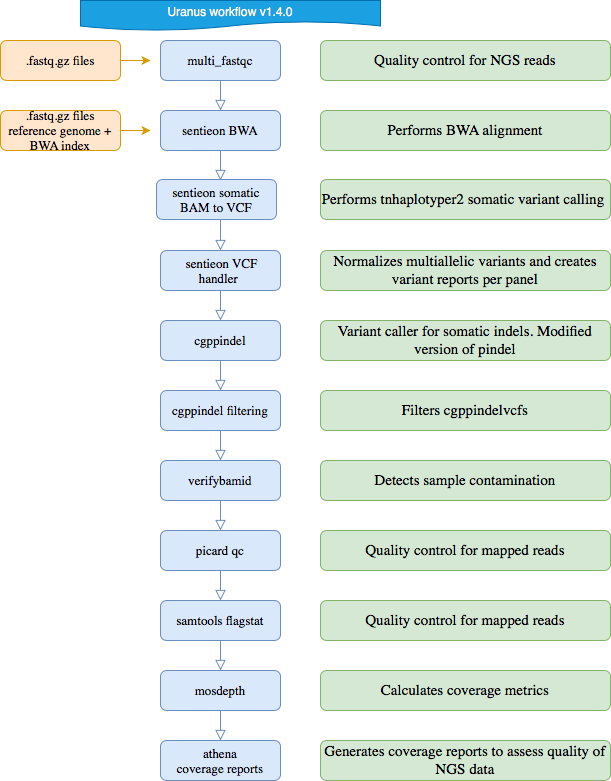 Uranus workflow v1.4.0
.fastq.gz files
multi_fastqc
Quality control for NGS reads
.fastq.gz files
reference genome +
BWA index
sentieon BWA
Performs BWA alignment
sentieon somatic
BAM to VCF
Performs tnhaplotyper2 somatic variant calling
sentieon VCF
handler
Normalizes multiallelic variants and creates
variant reports per panel
cgppindel
Variant caller for somatic indels. Modified
version of pindel
cgppindel filtering
Filters cgppindelvcfs
verifybamid
Detects sample contamination
picard qc
Quality control for mapped reads
samtools flagstat
Quality control for mapped reads
mosdepth
Calculates coverage metrics
athena
coverage reports
Generates coverage reports to assess quality of
NGS data